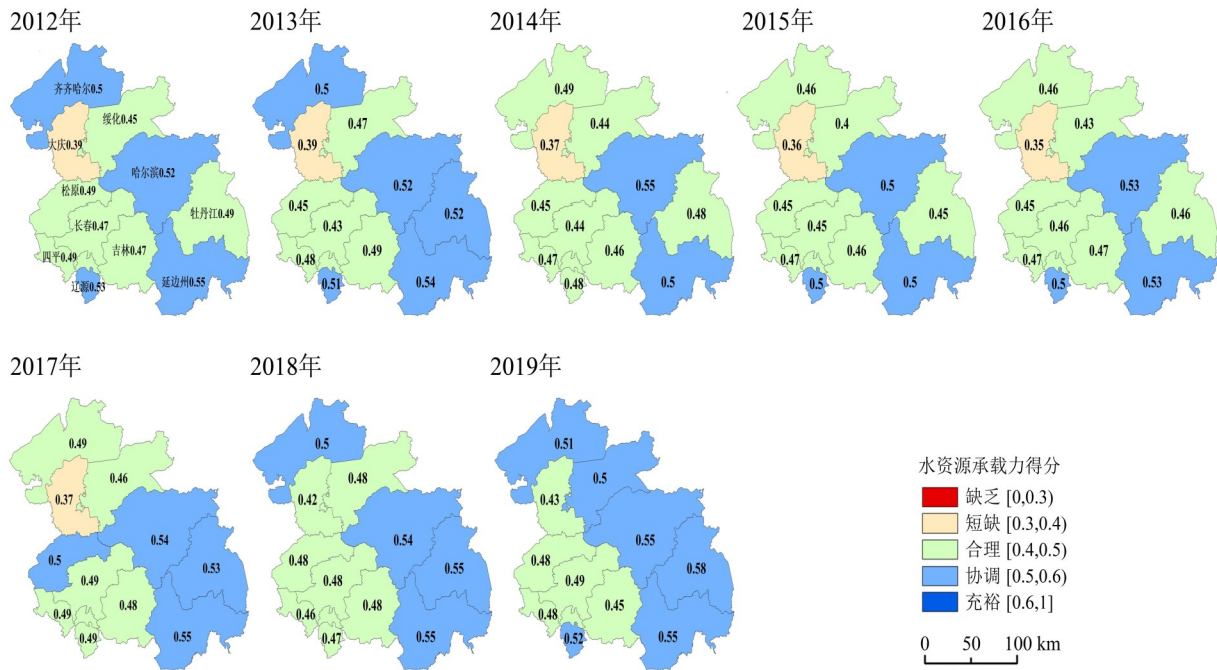 2012年
齐齐哈尔0.5
绥化0.45
大庆0.39
哈尔滨0.52
松原0.49
牡丹江0.49
长春0.47
四平0.49
吉林0.47
辽源0.53
延边州0.55
2013年
0.5
0.47
0.39
0.52
0.45
0.52
0.43
0.49
0.48
0.51
0.54
2014年
0.49
0.44
0.37
0.55
0.45
0.48
0.44
0.46
0.47
0.48
0.5
2015年
0.46
0.4
0.36
0.5
0.45
0.45
0.45
0.46
0.47
0.5
0.5
2016年
0.46
0.43
0.35
0.53
0.45
0.46
0.46
0.47
0.47
0.5
0.53
2017年
0.49
0.46
0.37
0.54
0.5
0.53
0.49
0.48
0.49
0.49
0.55
2018年
0.5
0.48
0.42
0.54
0.48
0.55
0.48
0.48
0.46
0.47
0.55
2019年
0.51
0.5
0.43
0.55
0.48
0.58
0.49
0.45
0.48
0.52
0.55
水资源承载力得分
缺乏 [0,0.3)
短缺 [0.3,0.4)
合理 [0.4,0.5)
协调 [0.5,0.6)
充裕 [0.6,1]
0 50 100 km